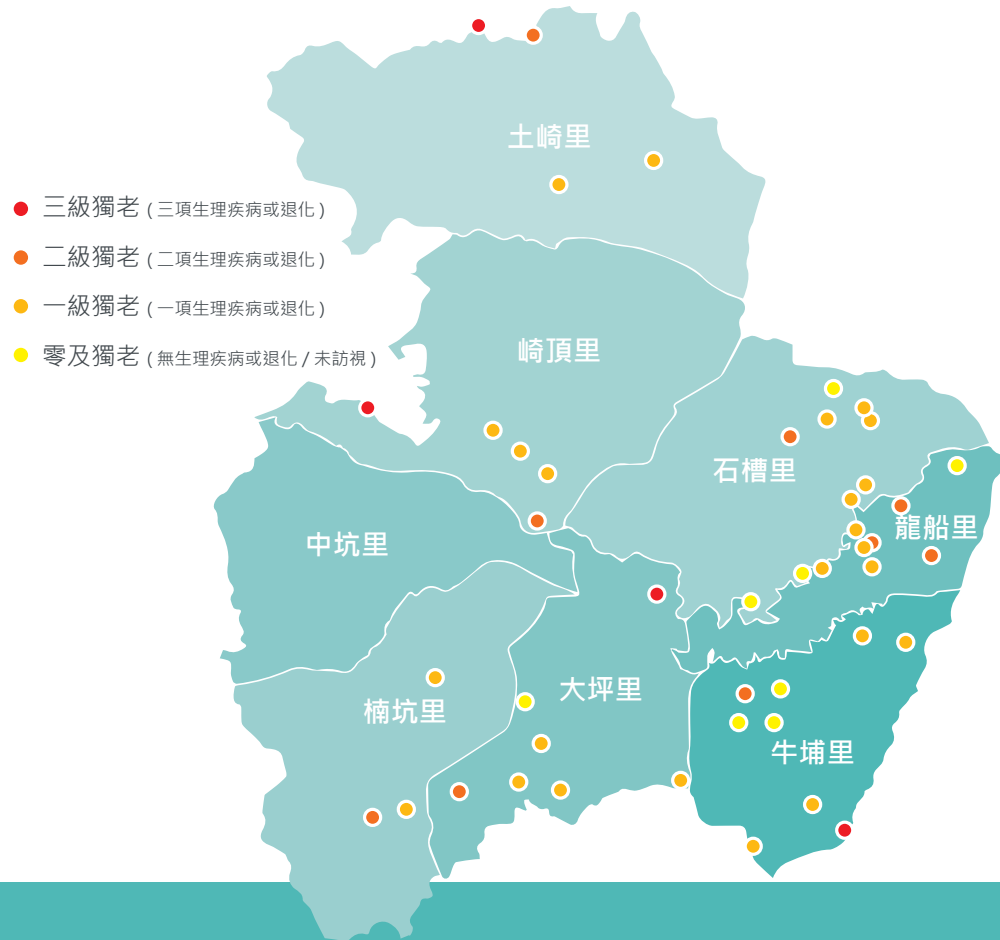 土崎里
三級獨老 ( 三項生理疾病或退化 )
二級獨老 ( 二項生理疾病或退化 )
一級獨老 ( 一項生理疾病或退化 )
零及獨老 ( 無生理疾病或退化 / 未訪視 )
崎頂里
石槽里
龍船里
中坑里
大坪里
楠坑里
牛埔里